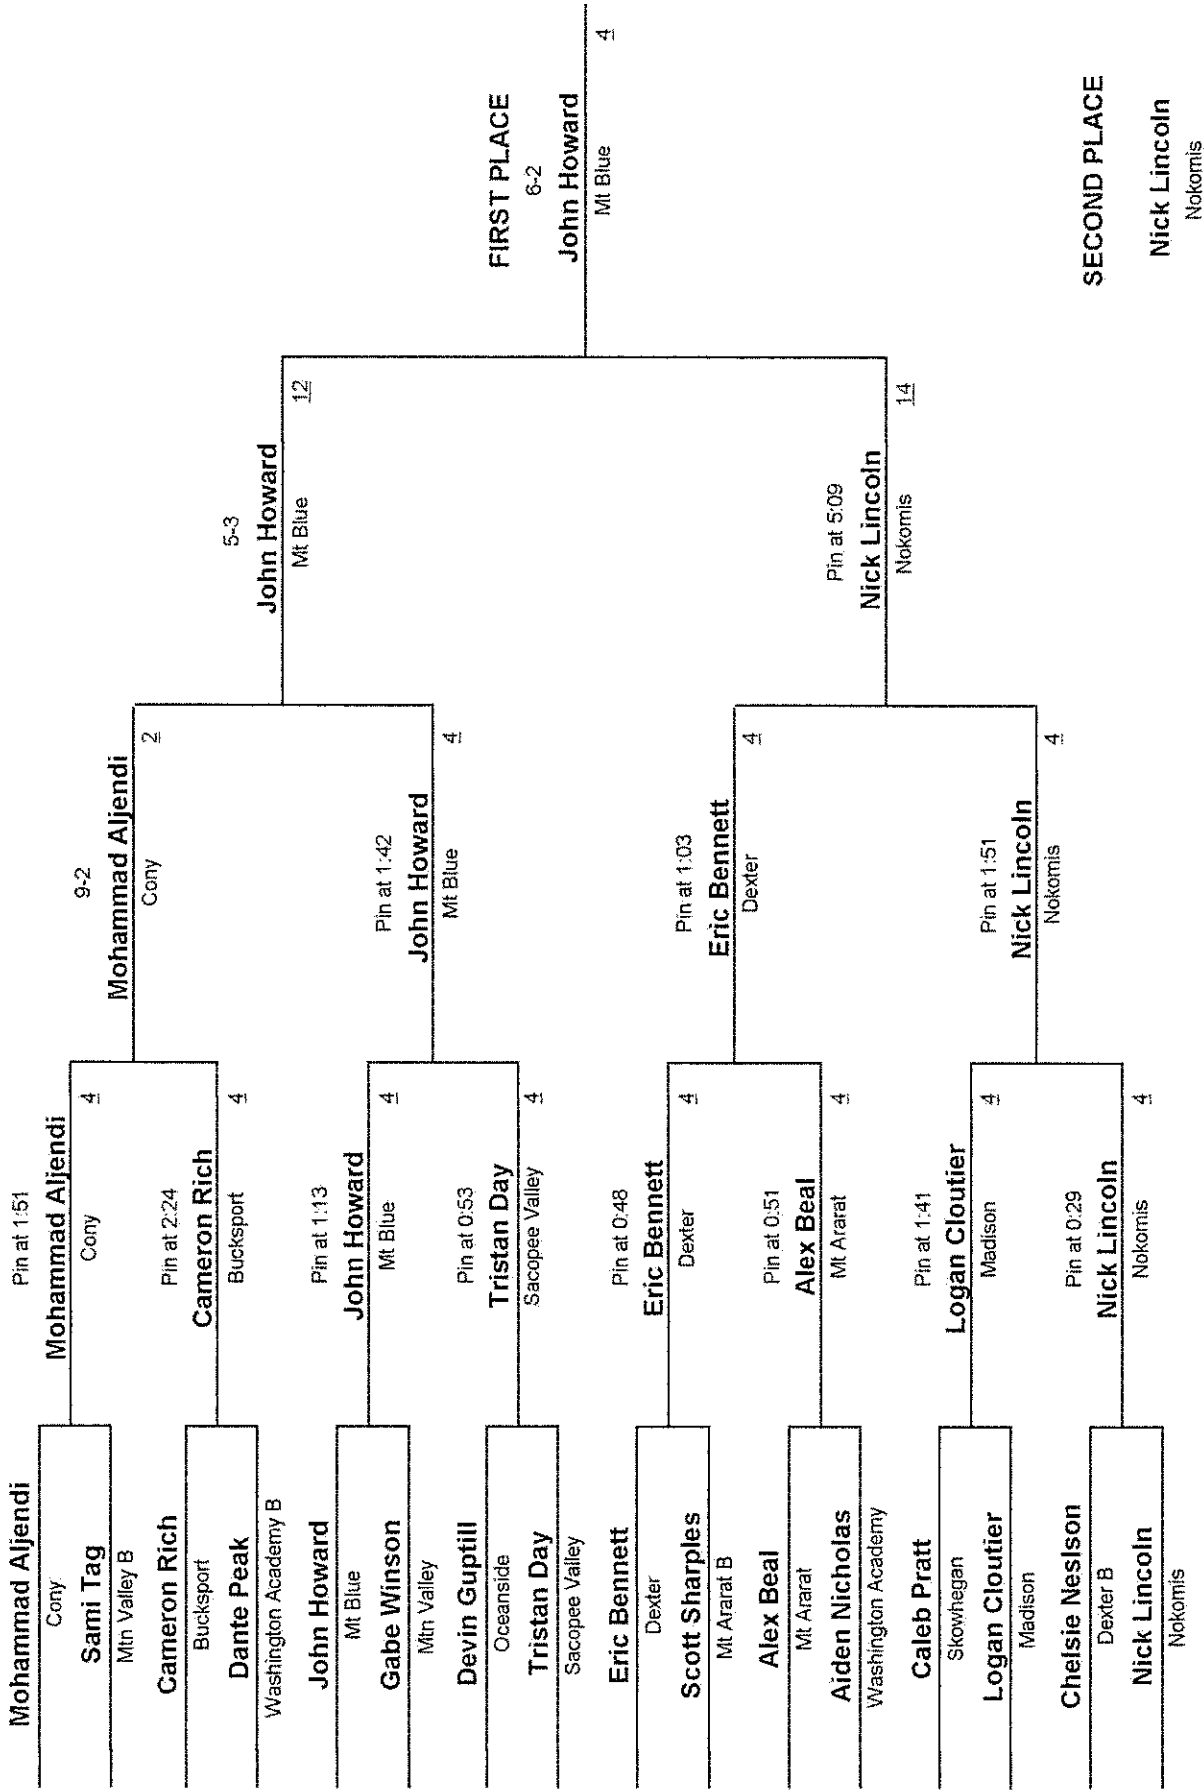 Mohammad Aljendi
Cony
Sami Tag
Mtn Valley B
Cameron Rich
Bucksport
Dante Peak
Washington Academy B
John Howard
Mt Blue
Gabe Winson
Mtn Valley
Devin Guptill
Oceanside
Tristan Day
Sacopee Valley
Eric Bennett
Dexter
Scott Sharples
Mt Ararat B
Alex Beal
Mt Ararat
Aiden Nicholas
Washington Academy
Caleb Pratt
Skowhegan
Logan Cloutier
Madison
Chelsie Neslson
Dexter B
Nick Lincoln
Nokomis
Pin at 1:51
Mohammad Aljendi
Cony
4
Pin at 2:24
Cameron Rich
Bucksport
4
Pin at 1:13
John Howard
Mt Blue
4
Pin at 0:53
Tristan Day
Sacopee Valley
4
Pin at 0:48
Eric Bennett
Dexter
4
Pin at 0:51
Alex Beal
Mt Ararat
4
Pin at 1:41
Logan Cloutier
Madison
4
Pin at 0:29
Nick Lincoln
Nokomis
4
9-2
Mohammad Aljendi
Cony
2
Pin at 1:42
John Howard
Mt Blue
4
Pin at 1:03
Eric Bennett
Dexter
4
Pin at 1:51
Nick Lincoln
Nokomis
4
5-3
John Howard
Mt Blue
12
Pin at 5:09
Nick Lincoln
Nokomis
14
FIRST PLACE
6-2
John Howard
Mt Blue
4
SECOND PLACE
Nick Lincoln
Nokomis